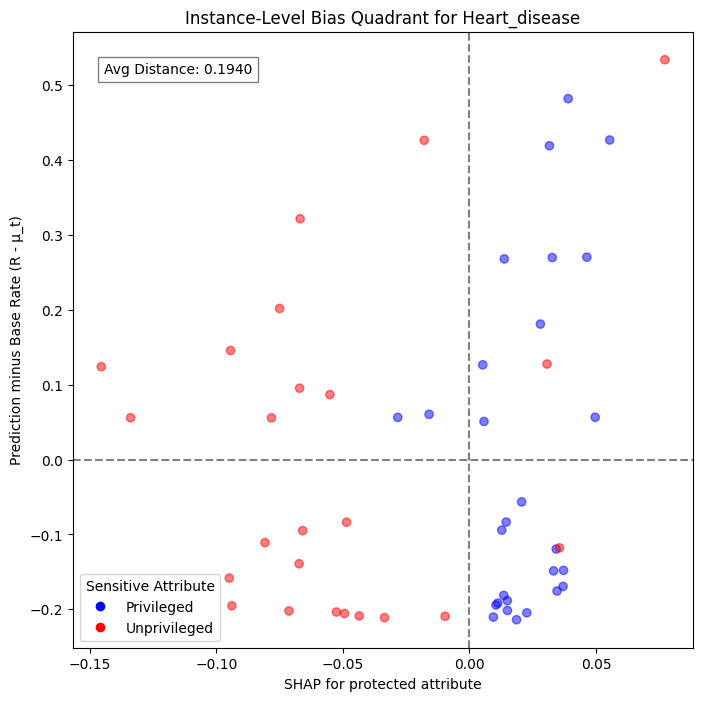 Instance-Level Bias Quadrant for Heart_disease
Avg Distance: 0.1940
Prediction minus Base Rate (R - μ_t)
0.5
0.4
0.3
0.2
0.1
0.0
−0.1
−0.2
Sensitive Attribute
Privileged
Unprivileged
−0.15 −0.10 −0.05 0.00 0.05
SHAP for protected attribute